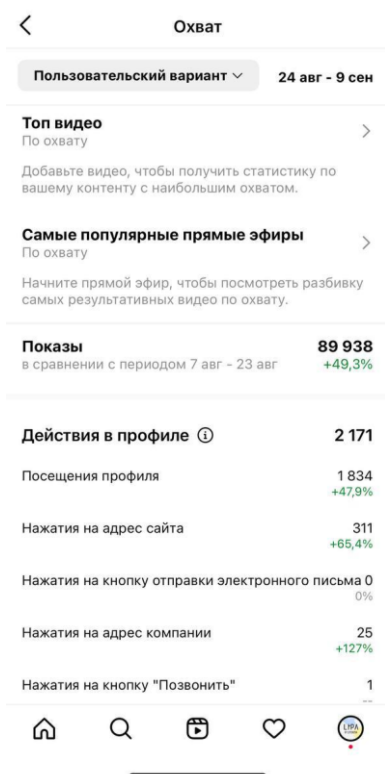 Охват
Пользовательский вариант
24 авг - 9 сен
Топ видео
По охвату
Добавьте видео, чтобы получить статистику по
вашему контенту с наибольшим охватом.
Самые популярные прямые эфиры
По охвату
Начните прямой эфир, чтобы посмотреть разбивку
самых результативных видео по охвату.
Показы 89 938
в сравнении с периодом 7 авг - 23 авг +49,3%
Действия в профиле 2 171
Посещения профиля 1 834
+47,9%
Нажатия на адрес сайта 311
+65,4%
Нажатия на кнопку отправки электронного письма 0
0%
Нажатия на адрес компании 25
+127%
Нажатия на кнопку "Позвонить" 1
--